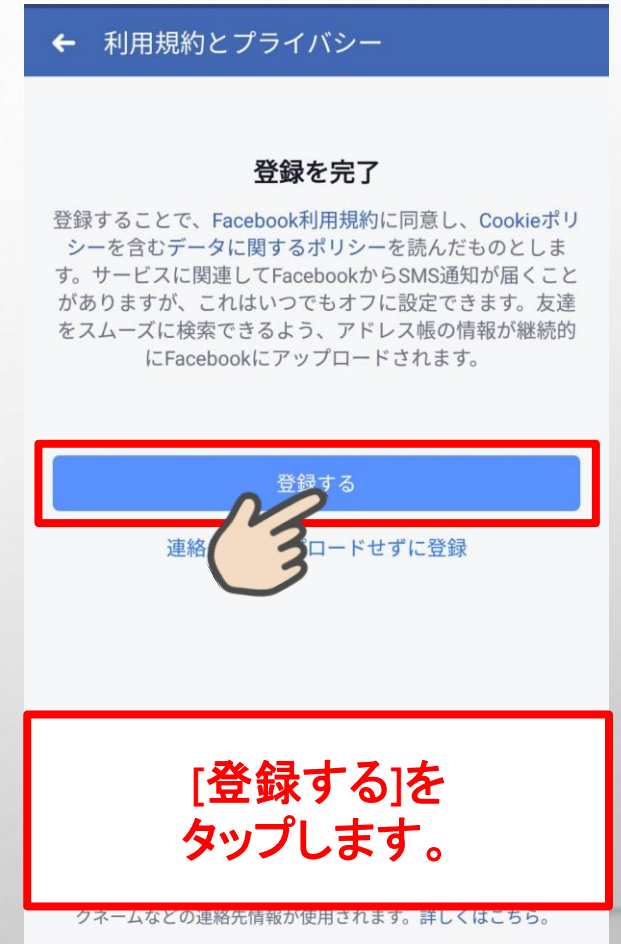 利用規約とプライバシー
登録を完了
登録することで、Facebook利用規約に同意し、Cookieポリ
シーを含むデータに関するポリシーを読んだものとしま
す。サービスに関連してFacebookからSMS通知が届くこと
がありますが、これはいつでもオフに設定できます。友達
をスムーズに検索できるよう、アドレス帳の情報が継続的
にFacebookにアップロードされます。
登録する
連絡 ロードせずに登録
[登録する]を
タップします。
クネームなどの連絡先情報が使用されます。詳しくはこちら。